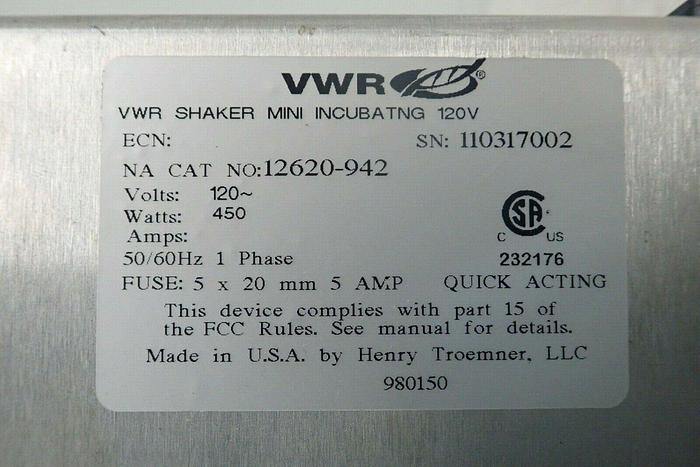 VWR®
VWR SHAKER MINI INCUBATNG 120V
ECN: SN: 110317002
NA CAT NO:12620-942
Volts: 120~
Watts: 450
Amps:
SA
C US
50/60Hz 1 Phase 232176
FUSE: 5 x 20 mm 5 AMP QUICK ACTING
This device complies with part 15 of
the FCC Rules. See manual for details.
Made in U.S.A. by Henry Troemner, LLC
980150